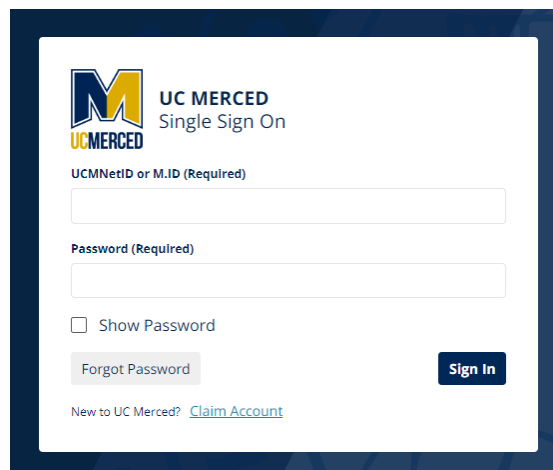 UC MERCED
Single Sign On
UCMERCED
UCMNetID or M.ID (Required)
Password (Required)
Show Password
Forgot Password
Sign In
New to UC Merced? Claim Account